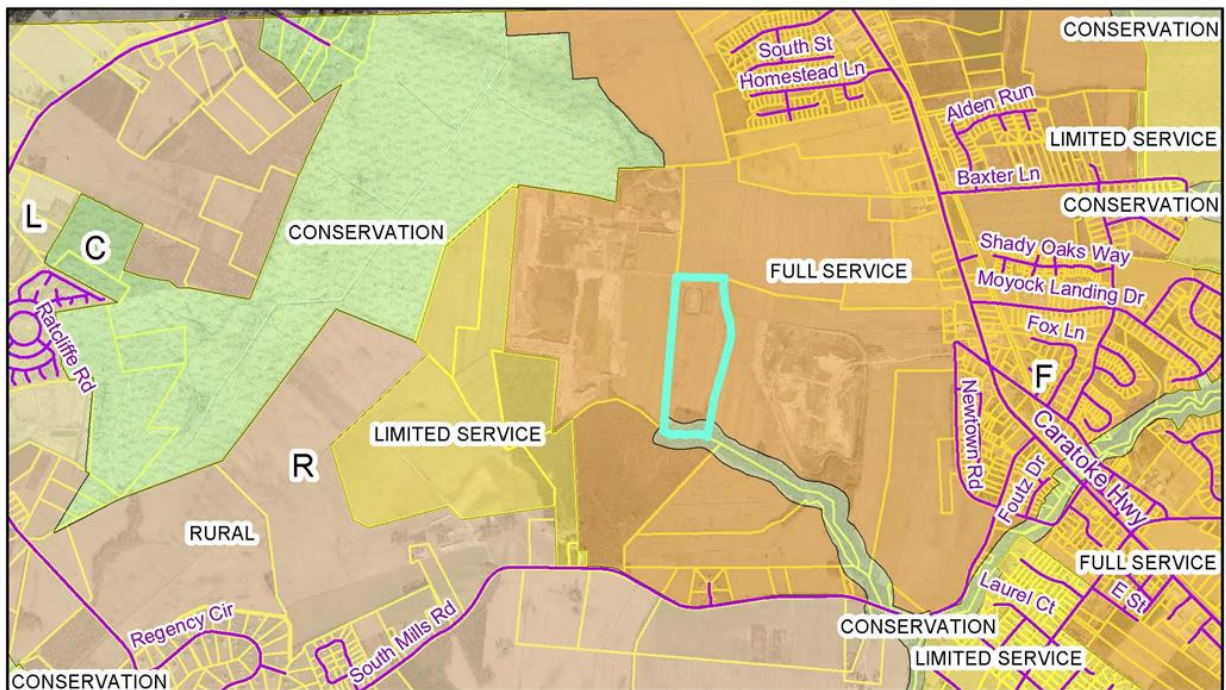 CONSERVATION
South St
Homestead Ln
Alden Run
LIMITED SERVICE
Baxter Ln
CONSERVATION
L
C
CONSERVATION
Shady Oaks Way
FULL SERVICE
Moyock Landing Dr
Ratcliffe Rd
Fox Ln
F
Newtown Rd
Caratoke Hwy
LIMITED SERVICE
R
Foutz Dr
RURAL
FULL SERVICE
Laurel Ct
E St
Regency Cir
South Mills Rd
CONSERVATION
LIMITED SERVICE
CONSERVATION